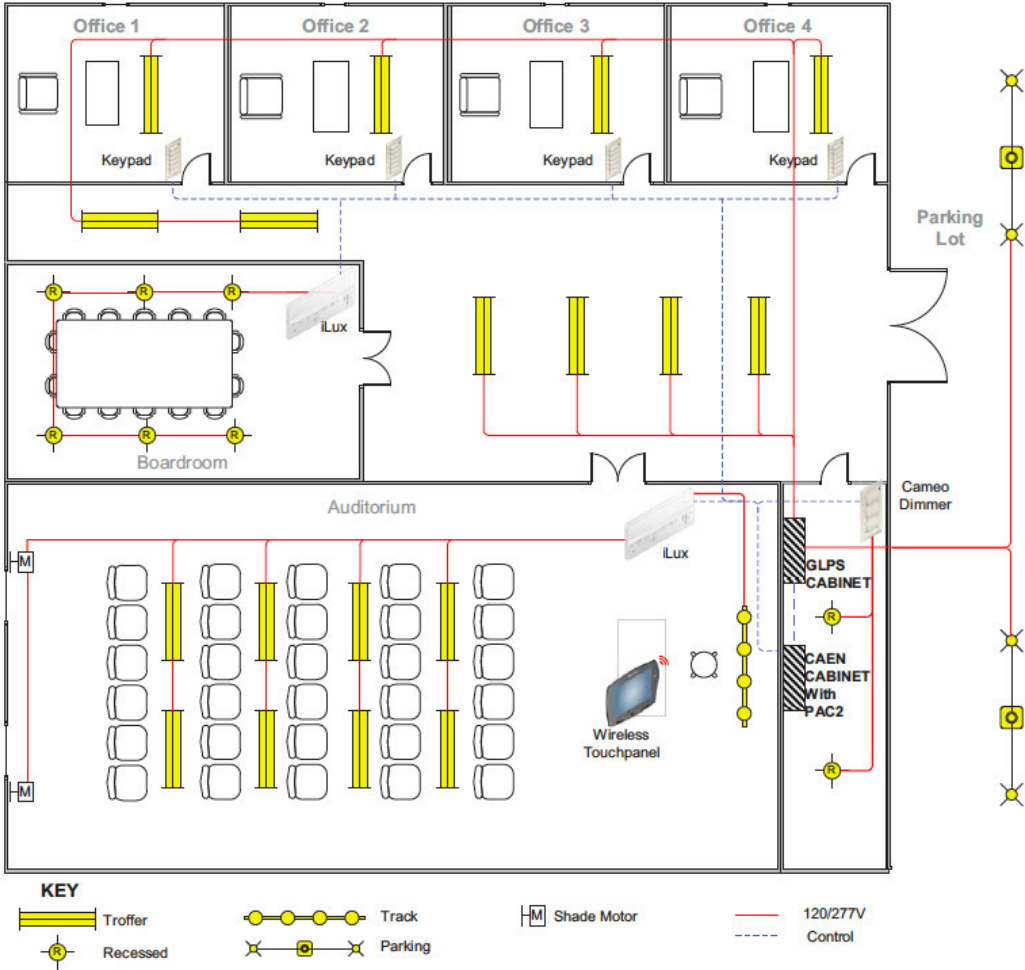 Office 1
Office 2
Office 3
Office 4
Keypad
Keypad
Keypad
Keypad
Parking
Lot
R
R
R
iLux
R
R
R
Boardroom
Auditorium
Cameo
Dimmer
iLux
M
GLPS
CABINET
R
CAEN
CABINET
With
PAC2
Wireless
Touchpanel
R
M
KEY
Troffer
Track
M Shade Motor
120/277V
R Recessed
Parking
Control